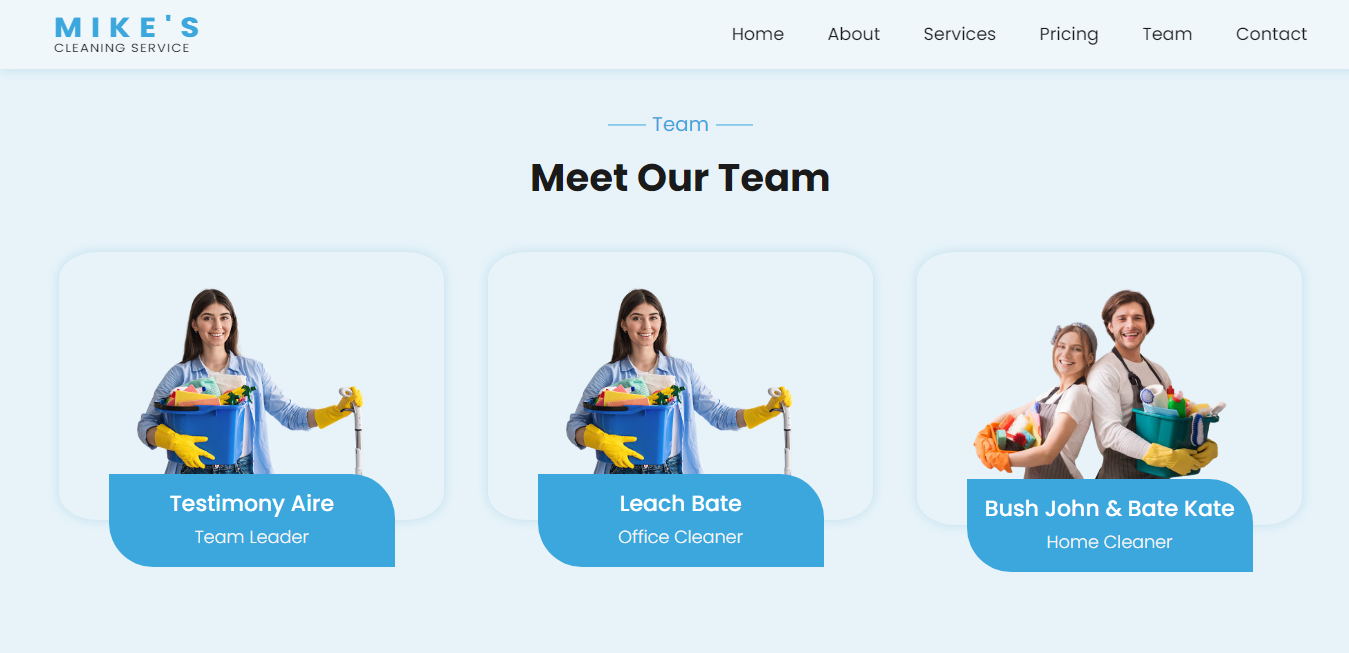 MIKE'S
CLEANING SERVICE
Home About Services Pricing Team Contact
Team
Meet Our Team
Testimony Aire
Team Leader
Leach Bate
Office Cleaner
Bush John & Bate Kate
Home Cleaner